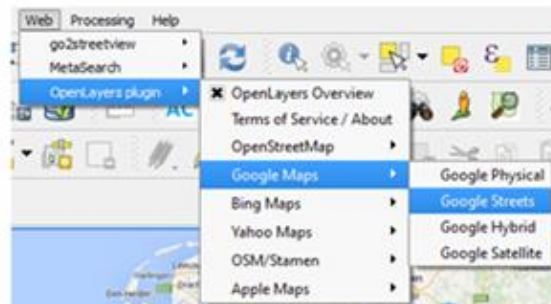 Web Processing Help
go2streetview
MetaSearch
OpenLayers plugin
OpenLayers Overview
Terms of Service / About
OpenStreetMap
Google Maps
Bing Maps
Yahoo Maps
OSM/Stamen
Apple Maps
Google Physical
Google Streets
Google Hybrid
Google Satellite